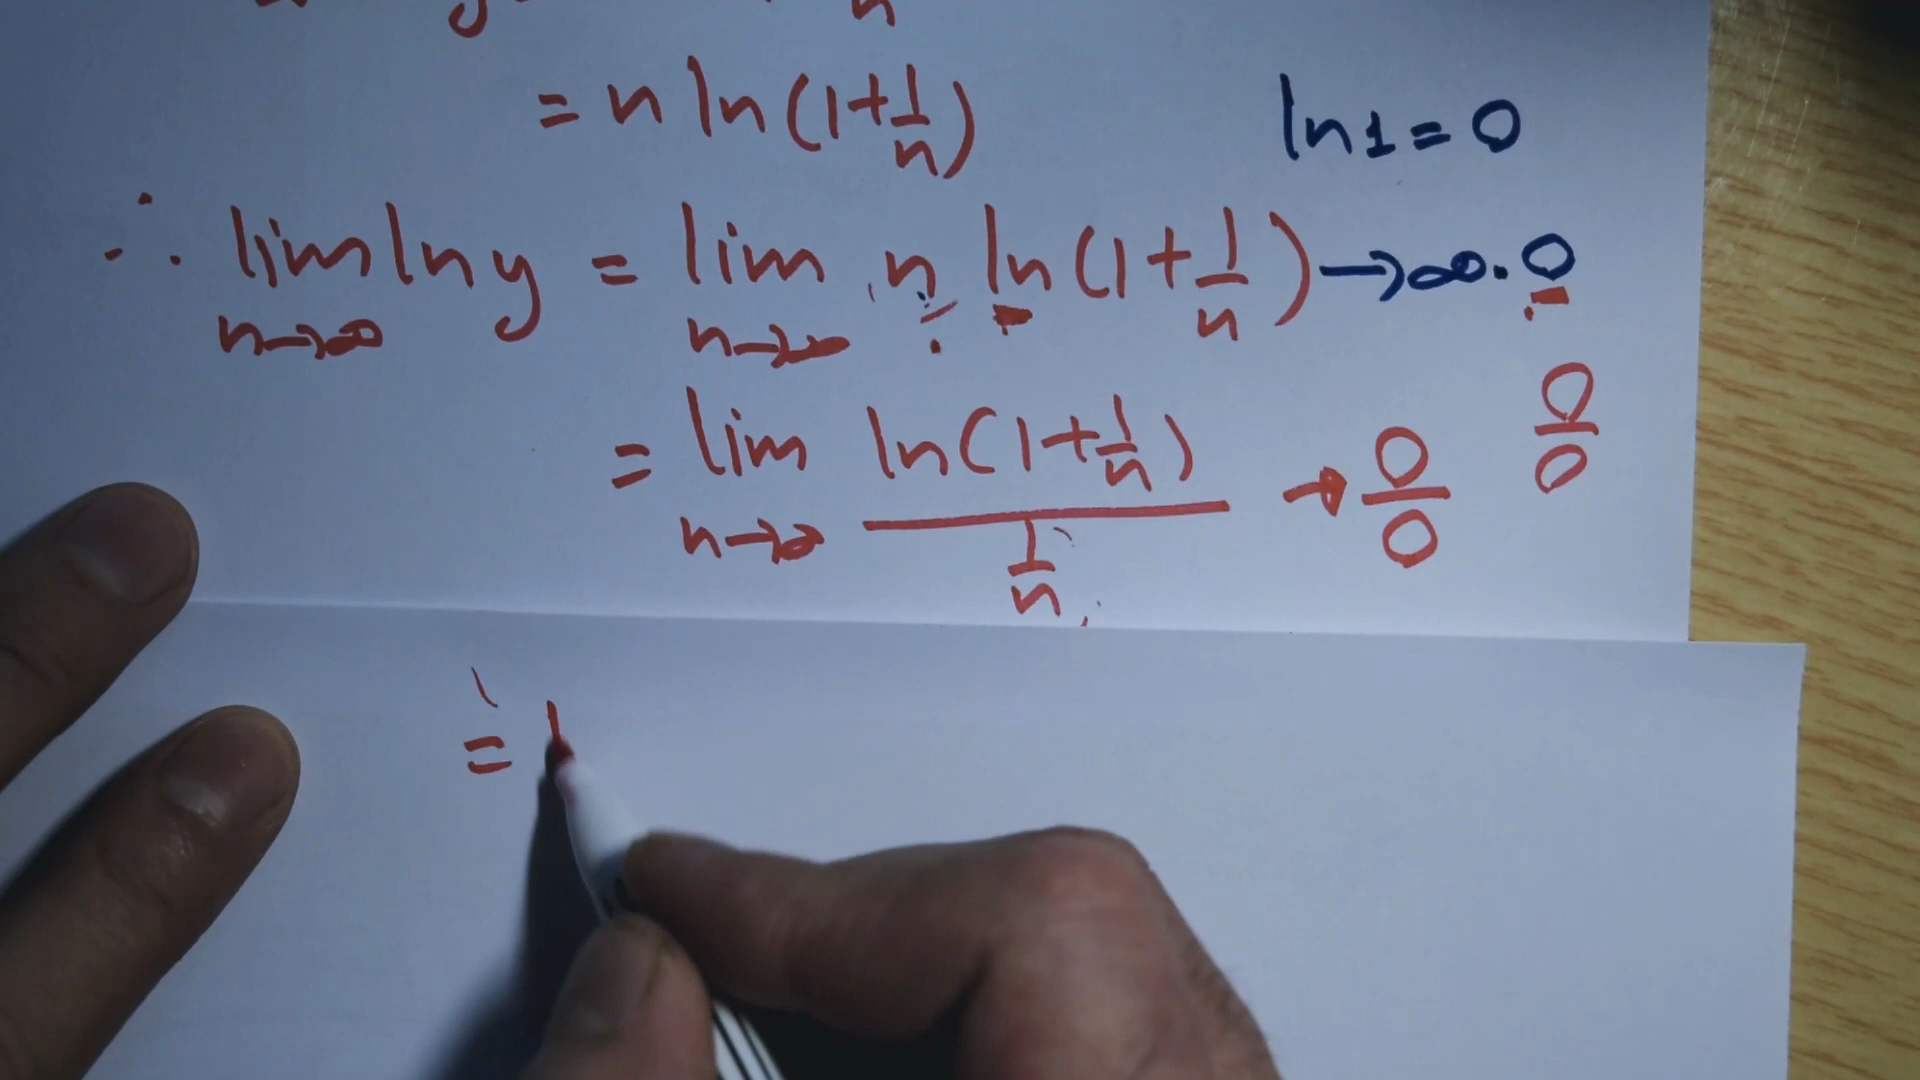 = n ln(1+1/n)
ln1=0
∴ lim n→∞ ln y = lim n→∞ n ln(1+1/n) → ∞.0
0/0
= lim n→∞ ln(1+1/n) / (1/n) → 0/0
=